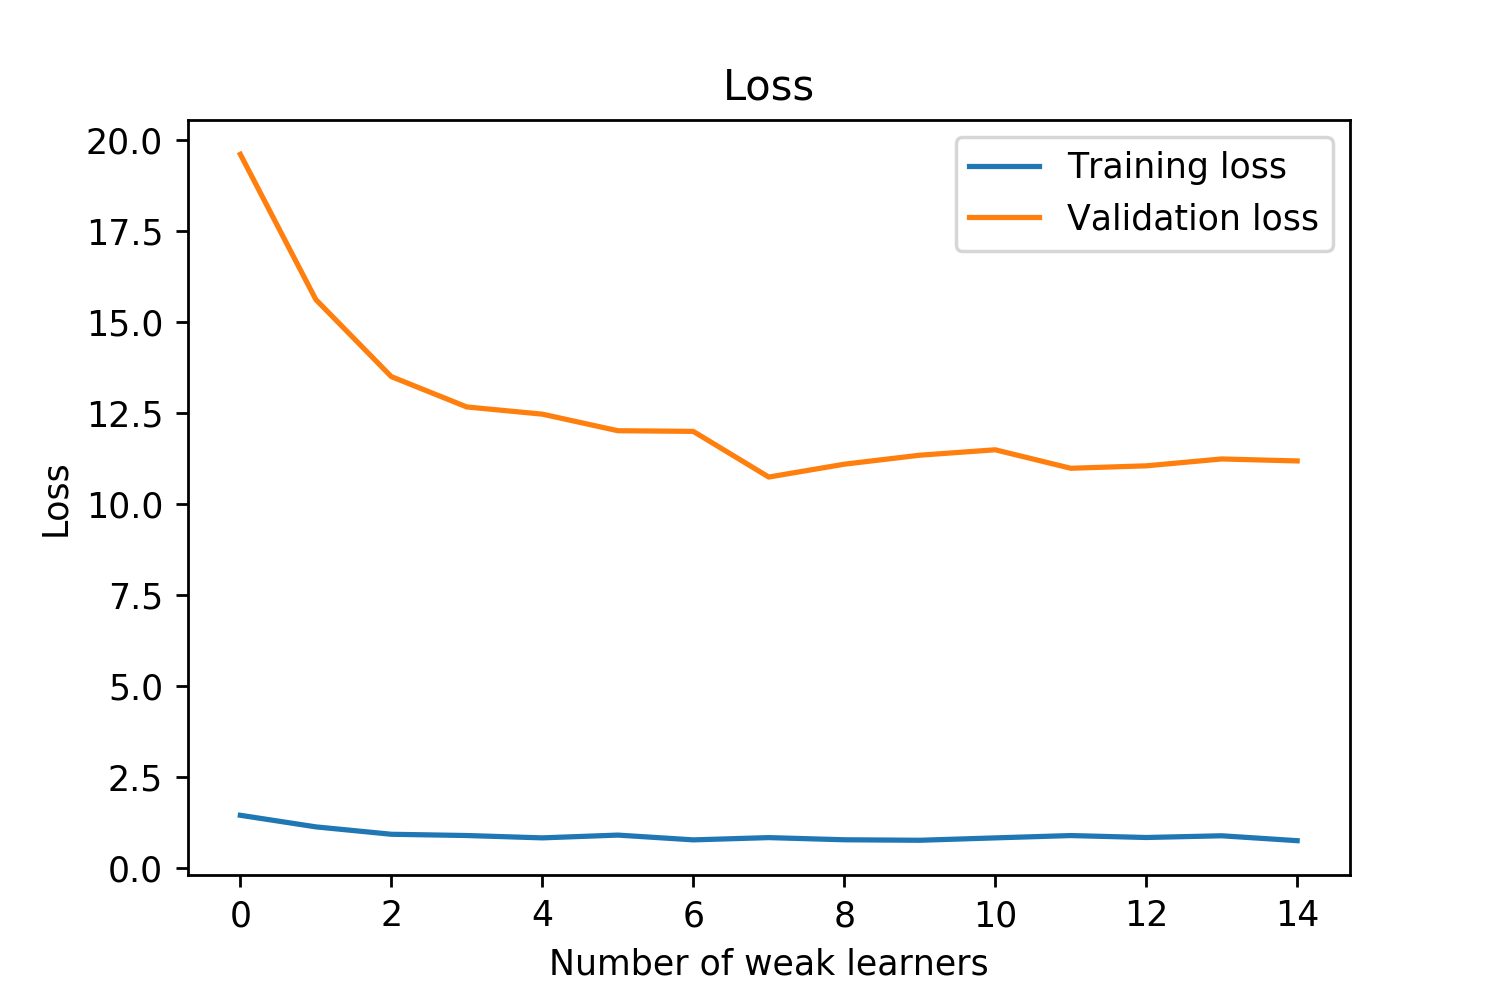 Loss
Training loss
Validation loss
20.0
17.5
15.0
12.5
10.0
7.5
5.0
2.5
0.0
Loss
0 2 4 6 8 10 12 14
Number of weak learners